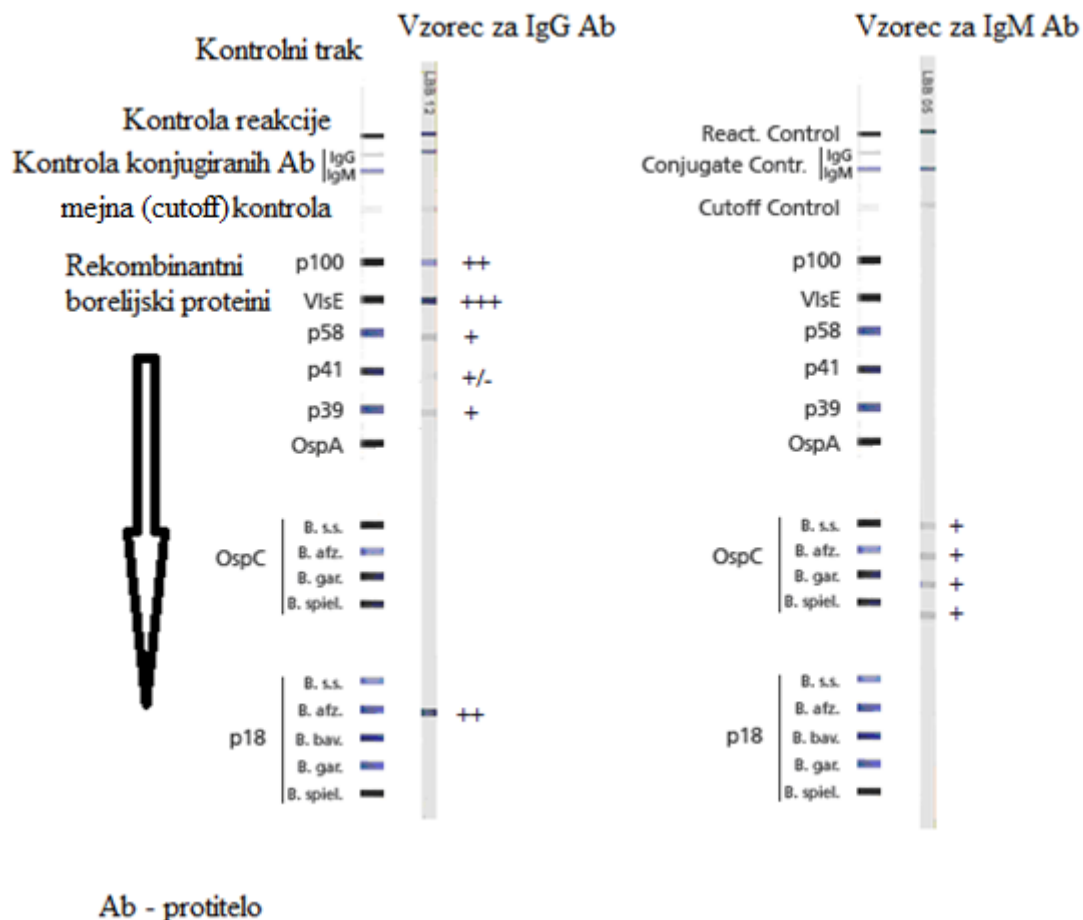 Vzorec za IgG Ab
Vzorec za IgM Ab
Kontrolni trak
LBB 12
Kontrola reakcije
Kontrola konjugiranih Ab IgG
IgM
mejna (cutoff) kontrola
Rekombinantni
borelijski proteini
p100 ++
VlsE +++
p58 +
p41 +/-
p39 +
OspA
OspC
B. s.s.
B. afz.
B. gar.
B. spiel.
p18
B. s.s.
B. afz. ++
B. bav.
B. gar.
B. spiel.
LBB 05
React. Control
Conjugate Contr. IgG
IgM
Cutoff Control
p100
VlsE
p58
p41
p39
OspA
OspC
B. s.s. +
B. afz. +
B. gar. +
B. spiel. +
p18
B. s.s.
B. afz.
B. bav.
B. gar.
B. spiel.
Ab - protitelo